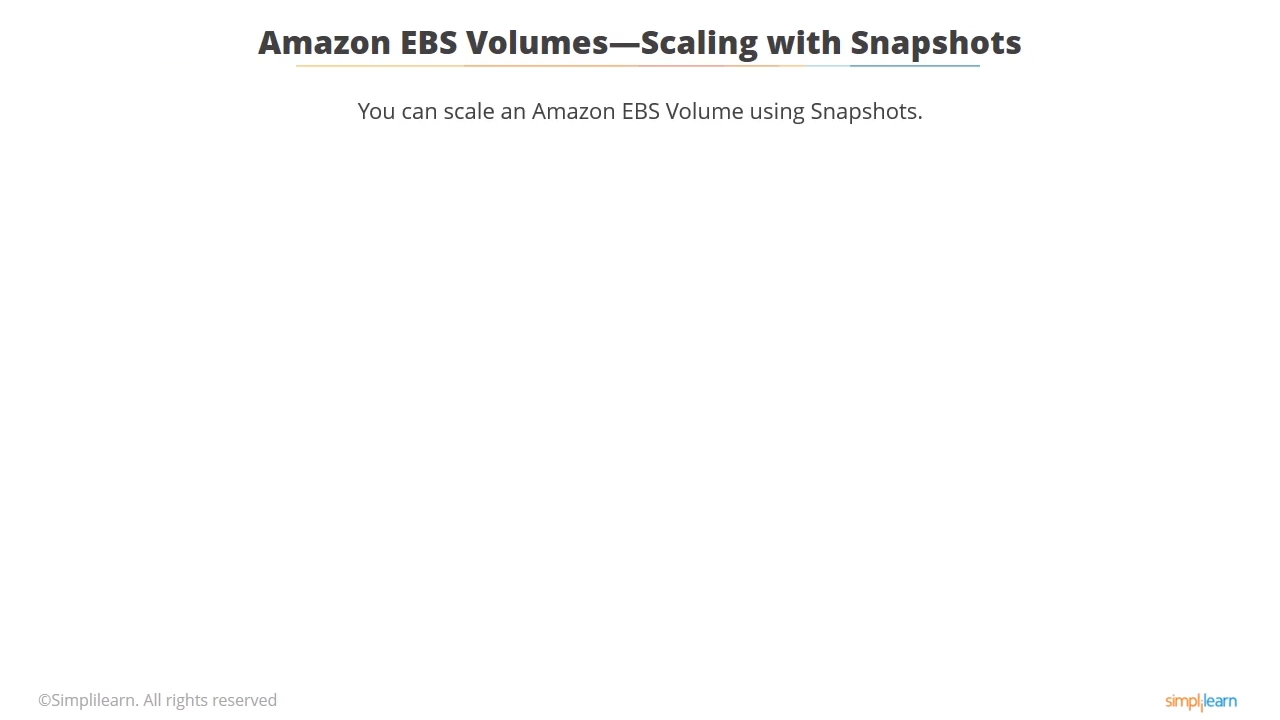 Amazon EBS Volumes—Scaling with Snapshots
You can scale an Amazon EBS Volume using Snapshots.
©Simplilearn. All rights reserved
simplilearn